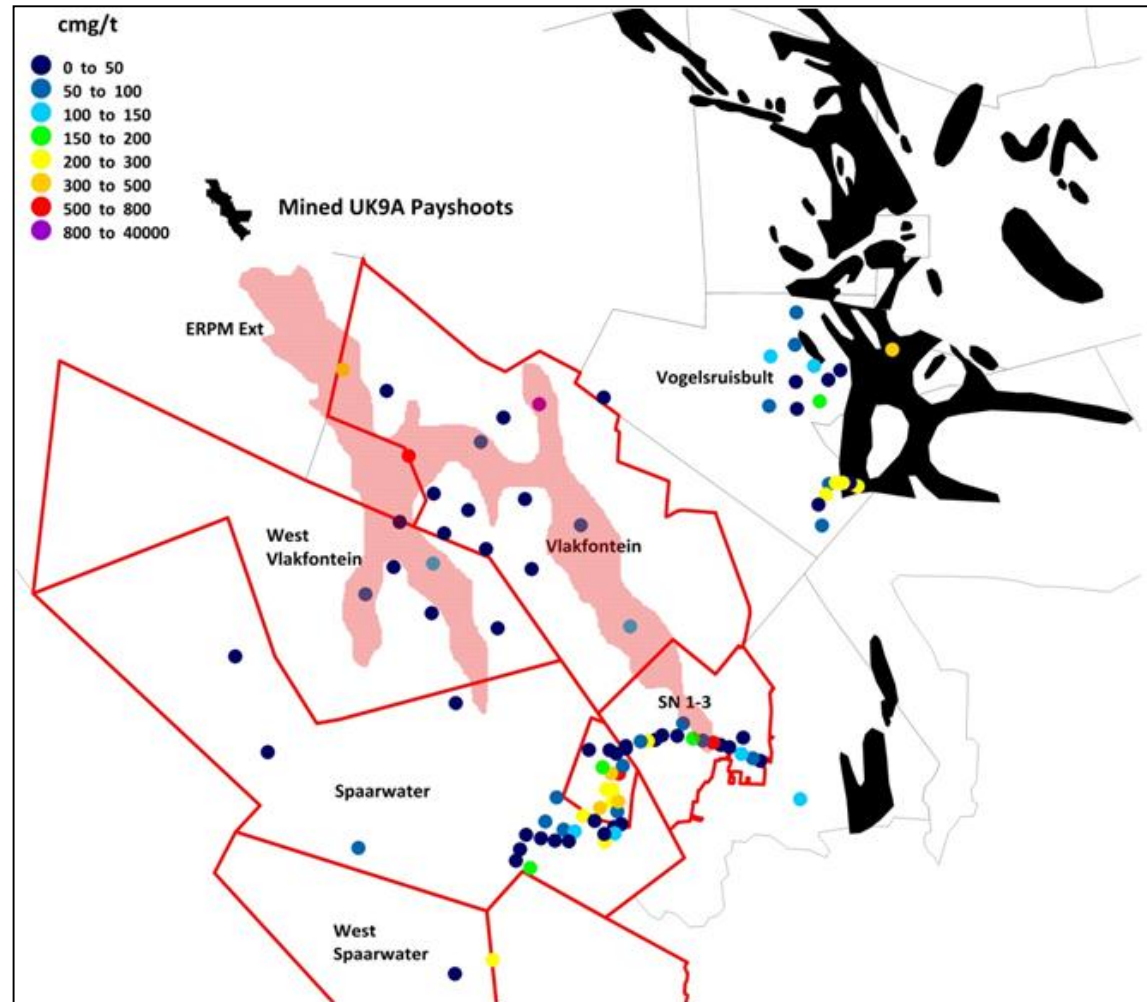 cmg/t
0 to 50
50 to 100
100 to 150
150 to 200
200 to 300
300 to 500
500 to 800
800 to 40000
Mined UK9A Payshoots
ERPM Ext
Vogelsruisbult
West
Vlakfontein
Vlakfontein
SN 1-3
Spaarwater
West
Spaarwater